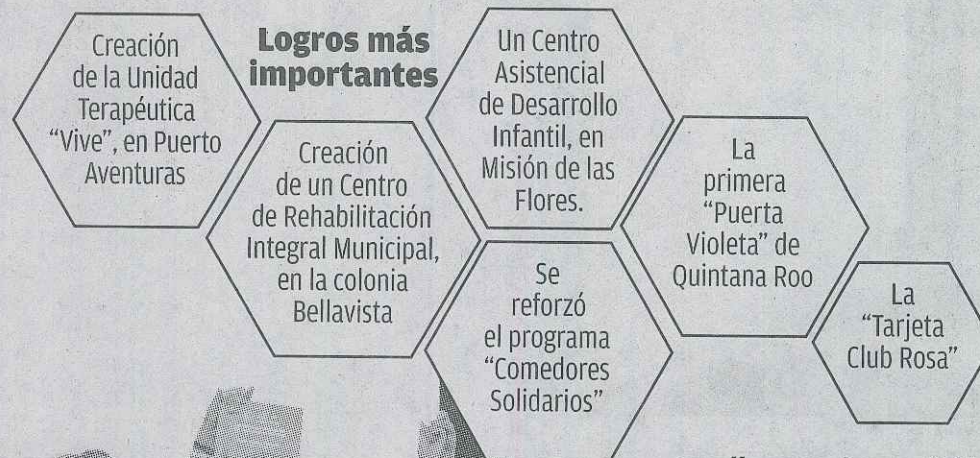 Logros más
importantes
Creación
de la Unidad
Terapéutica
“Vive”, en Puerto
Aventuras
Creación
de un Centro
de Rehabilitación
Integral Municipal,
en la colonia
Bellavista
Un Centro
Asistencial
de Desarrollo
Infantil, en
Misión de las
Flores.
Se
reforzó
el programa
“Comedores
Solidarios”
La
primera
“Puerta
Violeta” de
Quintana Roo
La
“Tarjeta
Club Rosa”